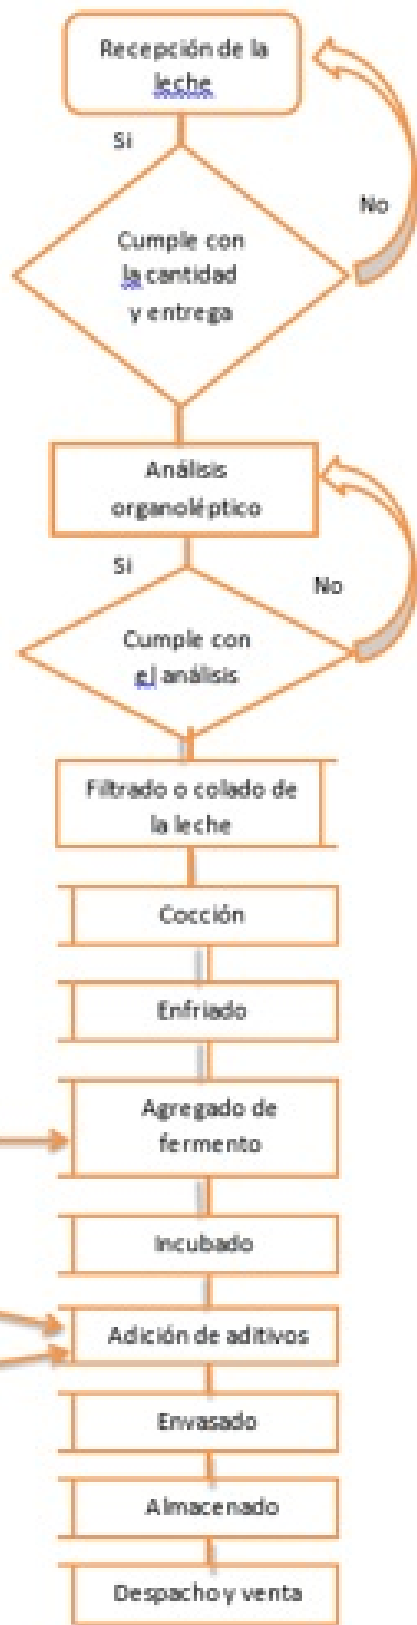 Recepción de la
leche
Si
No
Cumple con
la cantidad
y entrega
Análisis
organoléptico
Si
No
Cumple con
el análisis
Filtrado o colado de
la leche
Cocción
Enfriado
Agregado de
fermento
Incubado
Adición de aditivos
Envasado
Almacenado
Despacho y venta